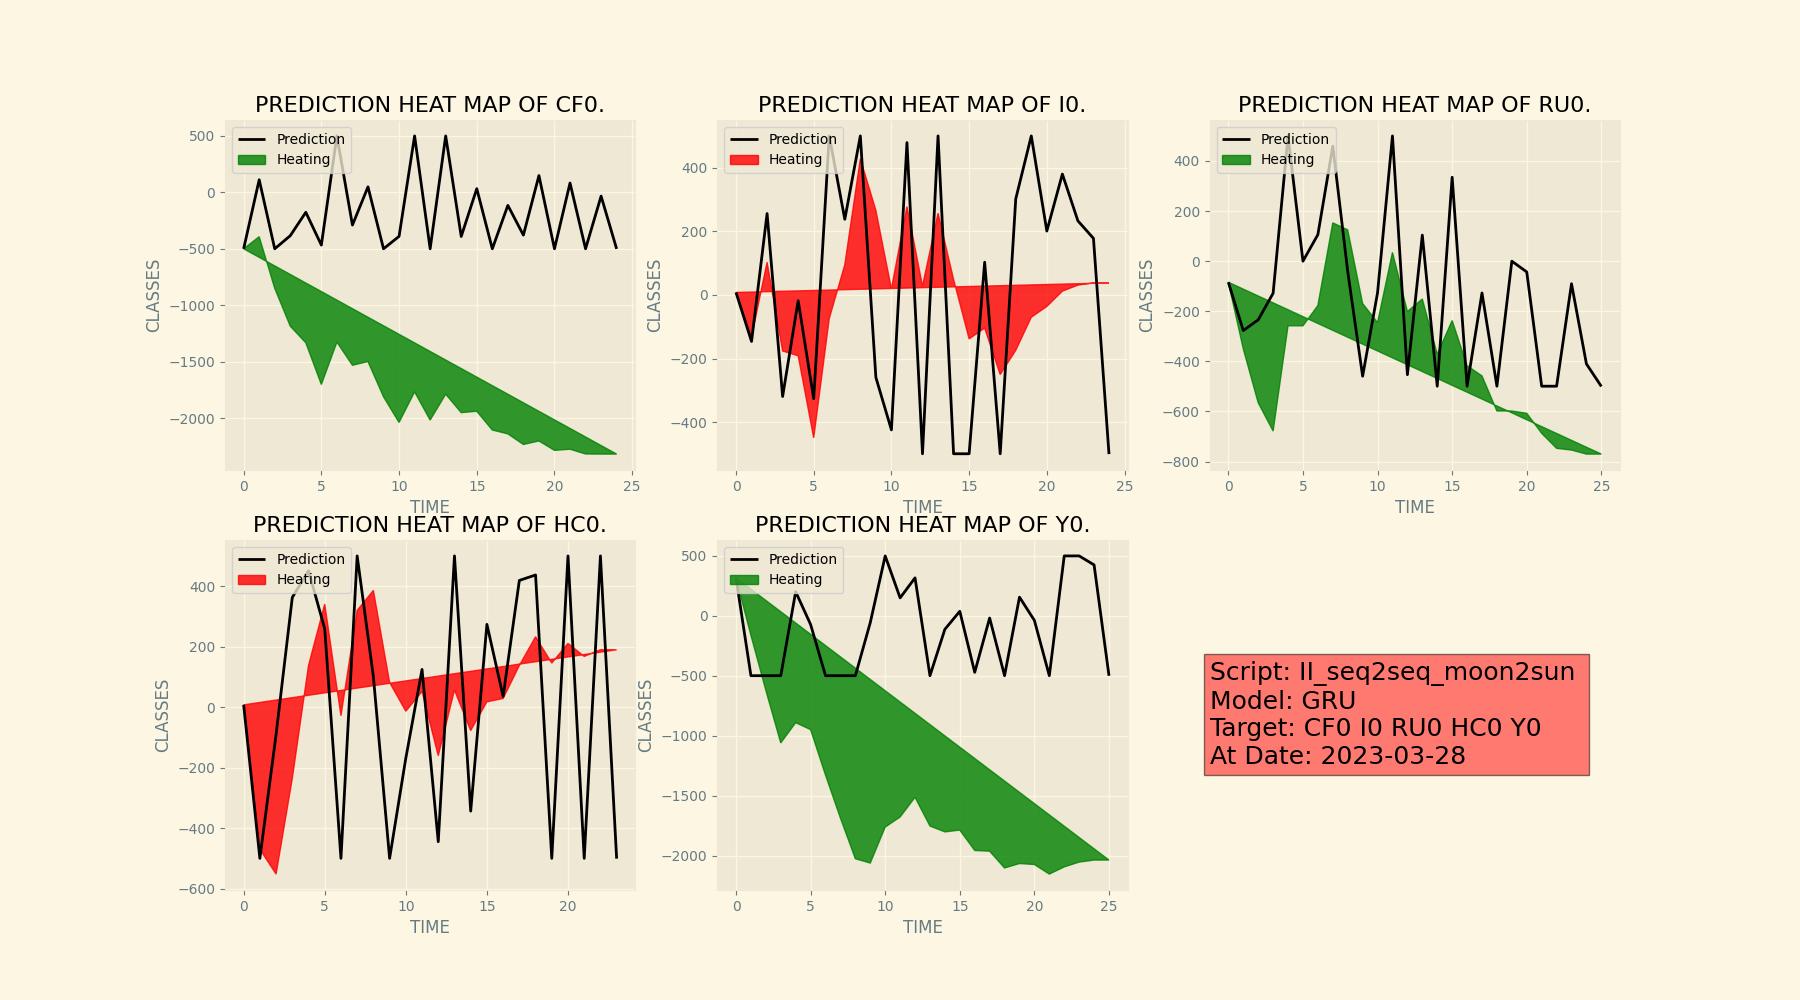 PREDICTION HEAT MAP OF CF0.
Prediction
Heating
CLASSES
500
0
−500
−1000
−1500
−2000
0 5 10 15 20 25
TIME
PREDICTION HEAT MAP OF I0.
Prediction
Heating
CLASSES
400
200
0
−200
−400
0 5 10 15 20 25
TIME
PREDICTION HEAT MAP OF RU0.
Prediction
Heating
CLASSES
400
200
0
−200
−400
−600
−800
0 5 10 15 20 25
TIME
PREDICTION HEAT MAP OF HC0.
Prediction
Heating
CLASSES
400
200
0
−200
−400
−600
0 5 10 15 20
TIME
PREDICTION HEAT MAP OF Y0.
Prediction
Heating
CLASSES
500
0
−500
−1000
−1500
−2000
0 5 10 15 20 25
TIME
Script: II_seq2seq_moon2sun
Model: GRU
Target: CF0 I0 RU0 HC0 Y0
At Date: 2023-03-28